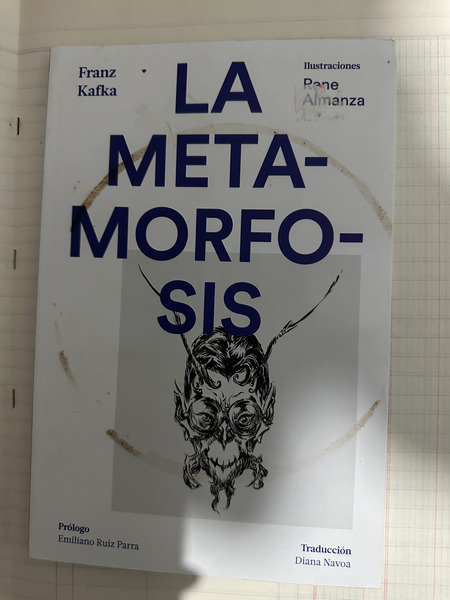 Franz
Kafka
Ilustraciones
Rene
Almanza
LA
META-
MORFO-
SIS
Prólogo
Emiliano Ruiz Parra
Traducción
Diana Navoa